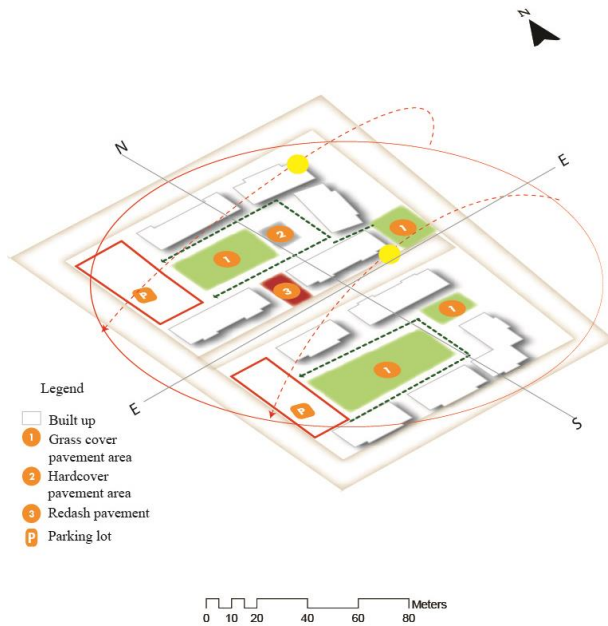 N
N
E
2
1
1
3
P
1
1
E
P
S
Legend
Built up
1 Grass cover
pavement area
2 Hardcover
pavement area
3 Redash pavement
P Parking lot
Meters
0 10 20 40 60 80